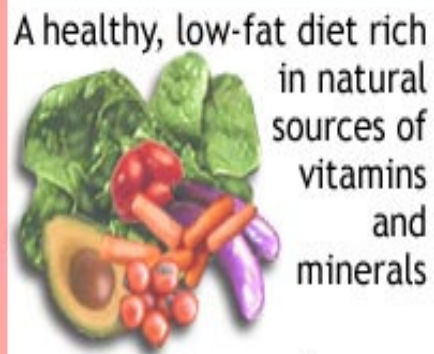 A healthy, low-fat diet rich
in natural
sources of
vitamins
and
minerals